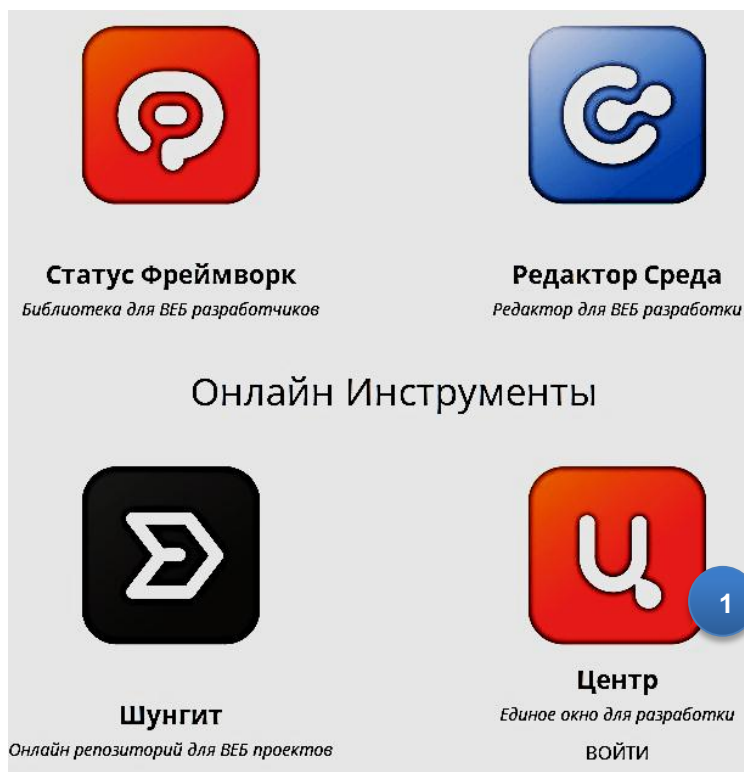 Статус Фреймворк
Библиотека для ВЕБ разработчиков
Редактор Среда
Редактор для ВЕБ разработки
Онлайн Инструменты
1
Шунгит
Онлайн репозиторий для ВЕБ проектов
Центр
Единое окно для разработки
ВОЙТИ